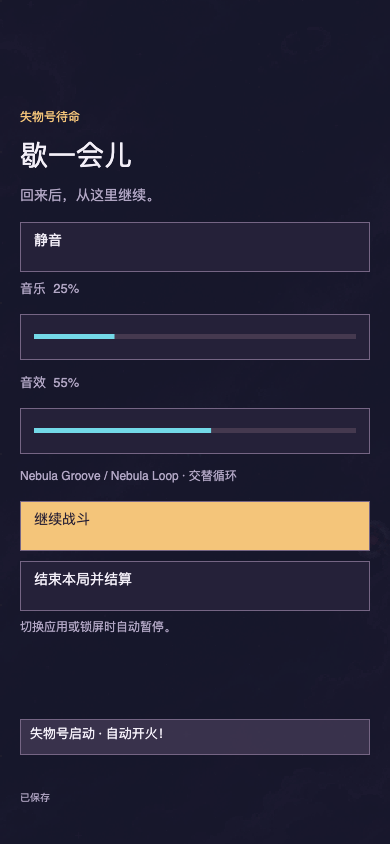 失物号待命
歇一会儿
回来后，从这里继续。
静音
音乐 25%
音效 55%
Nebula Groove / Nebula Loop · 交替循环
继续战斗
结束本局并结算
切换应用或锁屏时自动暂停。
失物号启动 · 自动开火！
已保存